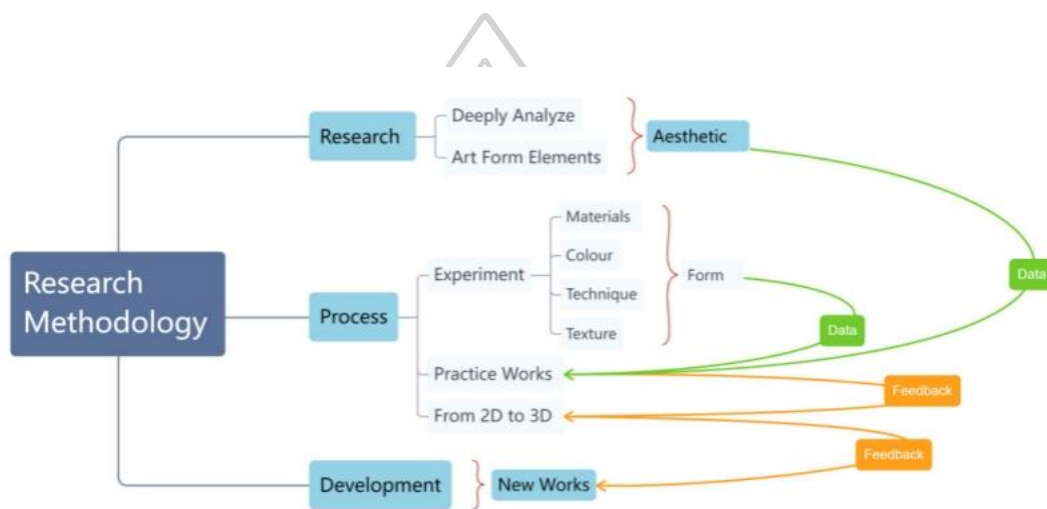 Research
Methodology
Research
Deeply Analyze
Art Form Elements
Aesthetic
Data
Process
Experiment
Materials
Colour
Technique
Texture
Form
Data
Practice Works
From 2D to 3D
Feedback
Feedback
Development
New Works